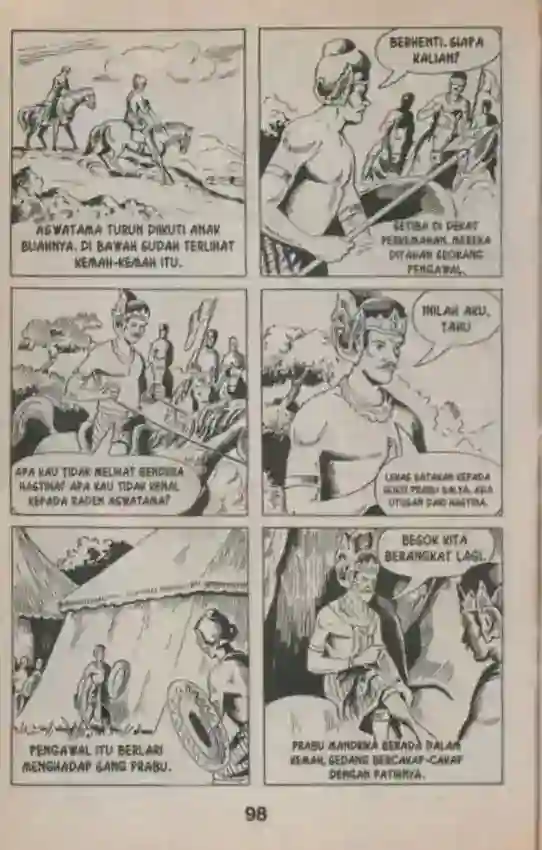 ASWATAMA TURUN DIIKUTI ANAK
BUAHNYA. DI BAWAH SUDAH TERLIHAT
KEMAH-KEMAH ITU.
BERHENTI. SIAPA
KALIAN?
SETIBA DI DEKAT
PERKEMAHAN, MEREKA
DITAHAN SEORANG
PENGAWAL.
APA KAU TIDAK MELIHAT BENDERA
HASTINA? APA KAU TIDAK KENAL
KEPADA RADEN ASWATAMA?
INILAH AKU,
TAHU
LEKAS KATAKAN KEPADA
PRABU SALYA, ADA
UTUSAN DARI HASTINA.
PENGAWAL ITU BERLARI
MENGHADAP SANG PRABU.
BESOK KITA
BERANGKAT LAGI.
PRABU MANDRAKA BERADA DALAM
KEMAH, SEDANG BERCAKAP-CAKAP
DENGAN PATIHNYA.
98